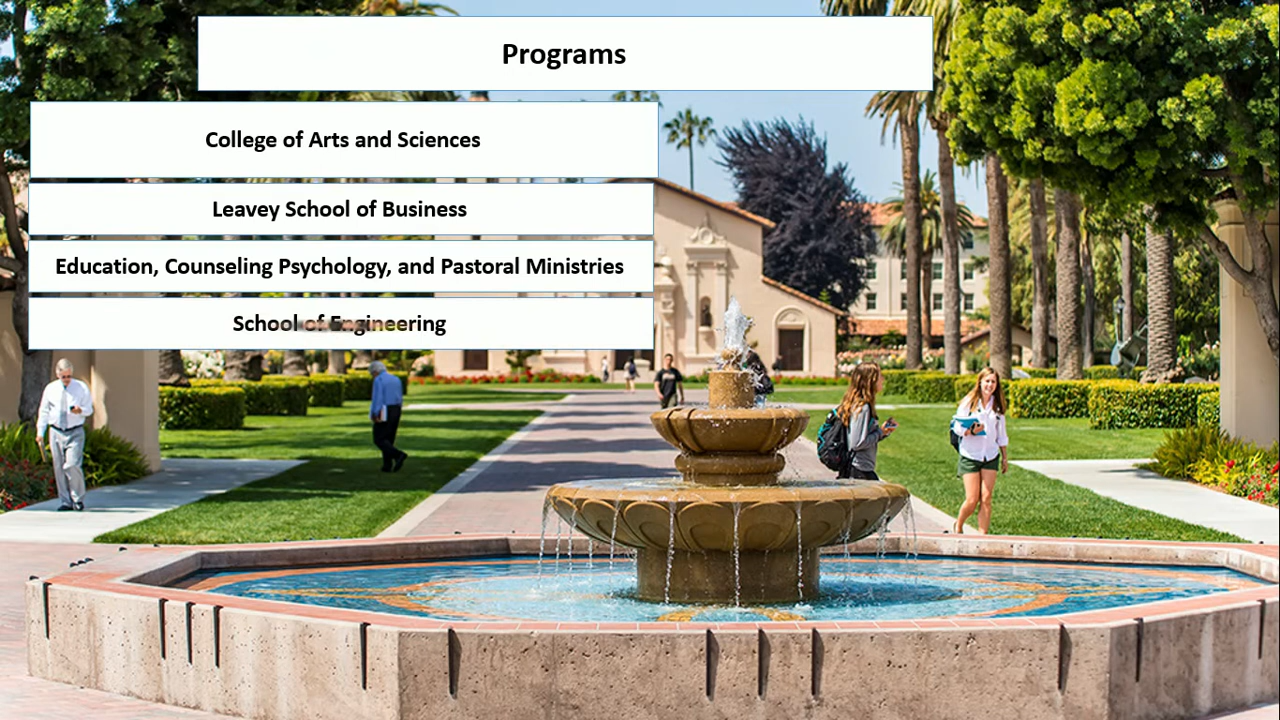 Programs
College of Arts and Sciences
Leavey School of Business
Education, Counseling Psychology, and Pastoral Ministries
School of Engineering